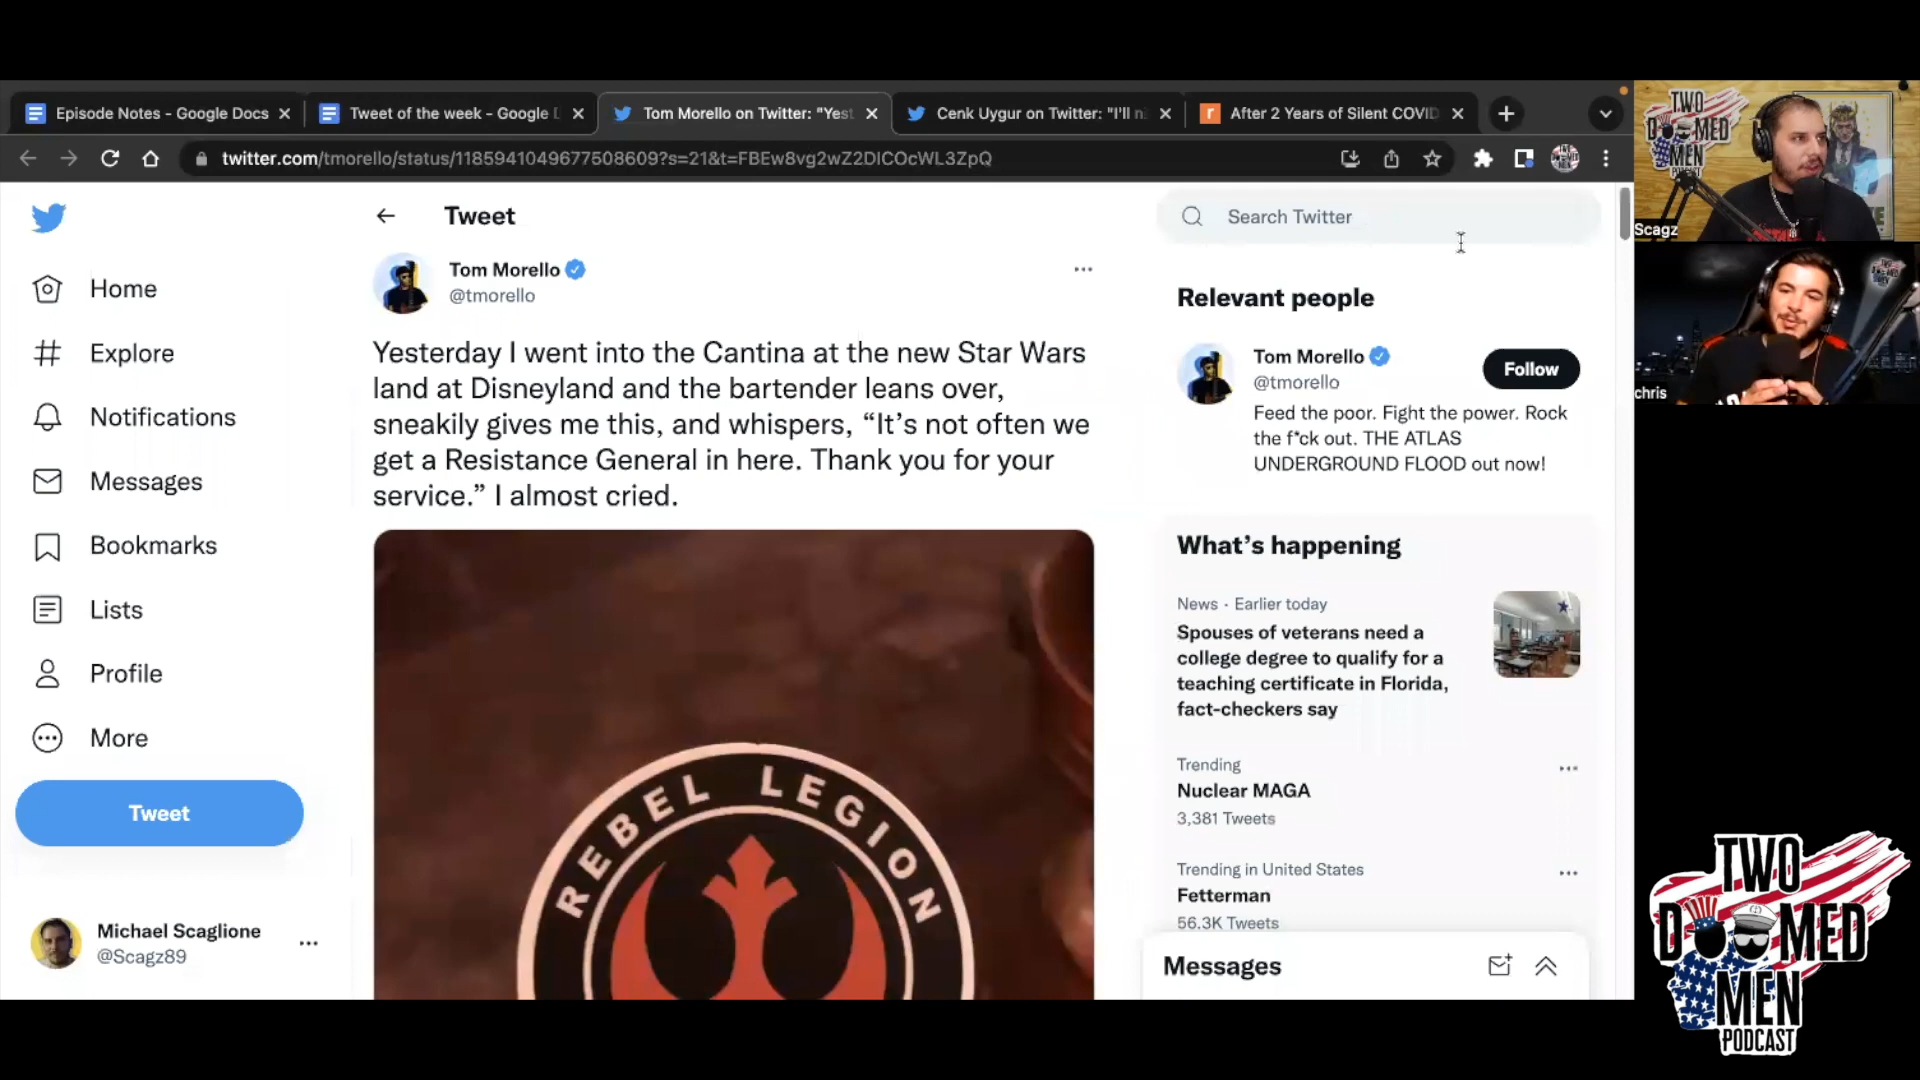 Episode Notes - Google Docs
Tweet of the week - Google D
Tom Morello on Twitter: "Yest
Cenk Uygur on Twitter: "I'll n
After 2 Years of Silent COVID
twitter.com/tmorello/status/1185941049677508609?s=21&t=FBEw8vg2wZ2DICOcWL3ZpQ
Home
Explore
Notifications
Messages
Bookmarks
Lists
Profile
More
Tweet
Michael Scaglione
@Scagz89
Tweet
Tom Morello
@tmorello
Yesterday I went into the Cantina at the new Star Wars
land at Disneyland and the bartender leans over,
sneakily gives me this, and whispers, “It’s not often we
get a Resistance General in here. Thank you for your
service.” I almost cried.
REBEL LEGION
Search Twitter
Relevant people
Tom Morello
@tmorello
Follow
Feed the poor. Fight the power. Rock
the f*ck out. THE ATLAS
UNDERGROUND FLOOD out now!
What’s happening
News · Earlier today
Spouses of veterans need a
college degree to qualify for a
teaching certificate in Florida,
fact-checkers say
Trending
Nuclear MAGA
3,381 Tweets
Trending in United States
Fetterman
56.3K Tweets
Messages
TWO
DOOMED
MEN
PODCAST
Scagz
chris
TWO
DOOMED
MEN
PODCAST